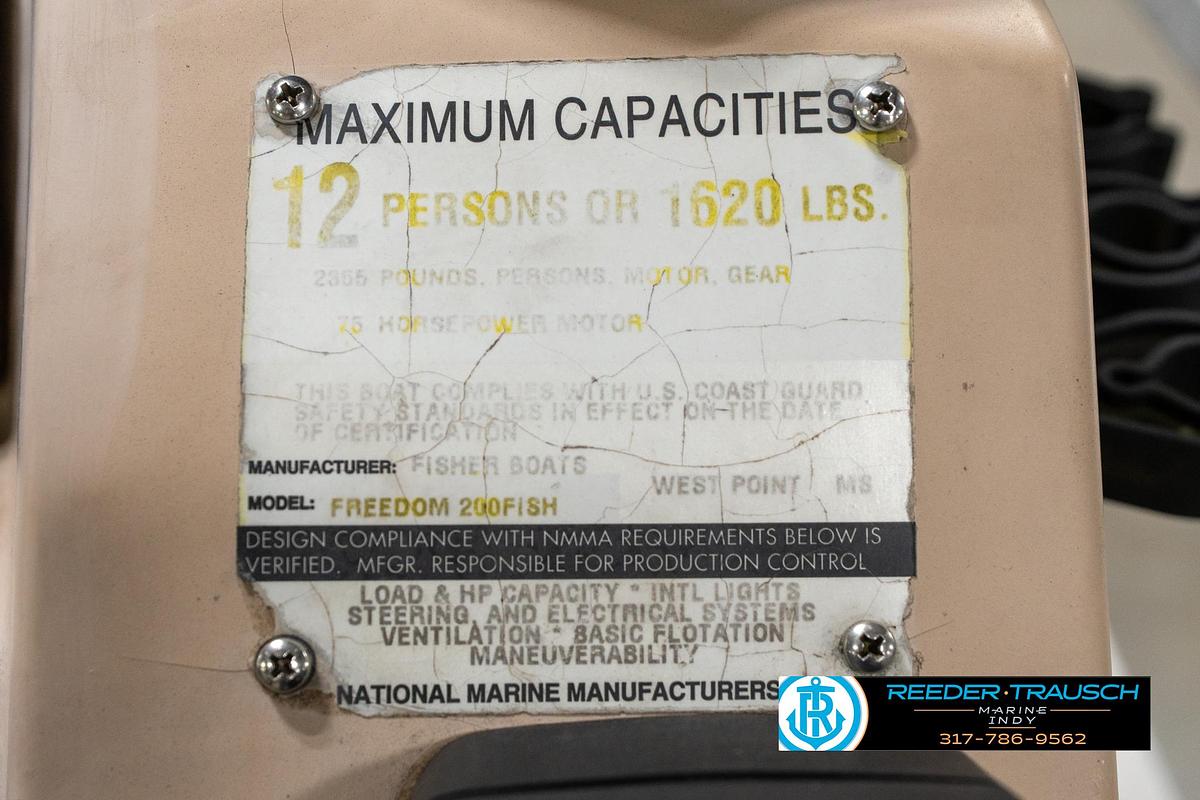 MAXIMUM CAPACITIES
12 PERSONS OR 1620 LBS.
2355 POUNDS, PERSONS, MOTOR, GEAR
75 HORSEPOWER MOTOR
THIS BOAT COMPLIES WITH U.S. COAST GUARD
SAFETY STANDARDS IN EFFECT ON THE DATE
OF CERTIFICATION
MANUFACTURER: FISHER BOATS
WEST POINT MS
MODEL: FREEDOM 200FISH
DESIGN COMPLIANCE WITH NMMA REQUIREMENTS BELOW IS
VERIFIED. MFGR. RESPONSIBLE FOR PRODUCTION CONTROL
LOAD & HP CAPACITY * INTL LIGHTS
STEERING, AND ELECTRICAL SYSTEMS
VENTILATION * BASIC FLOTATION
MANEUVERABILITY
NATIONAL MARINE MANUFACTURERS
R
REEDER·TRAUSCH
MARINE
INDY
317-786-9562